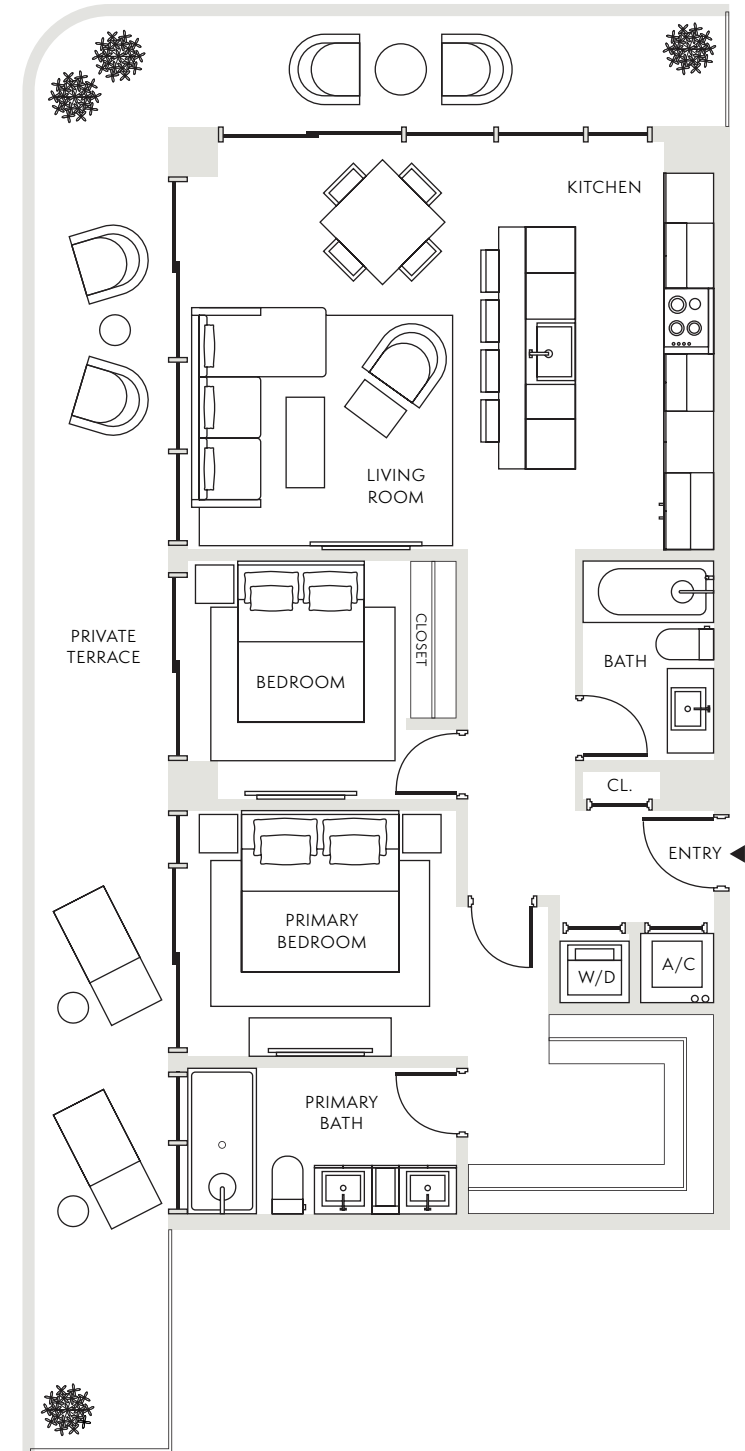 KITCHEN
LIVING
ROOM
CLOSET
PRIVATE
TERRACE
BATH
BEDROOM
CL.
ENTRY
PRIMARY
BEDROOM
W/D
A/C
PRIMARY
BATH